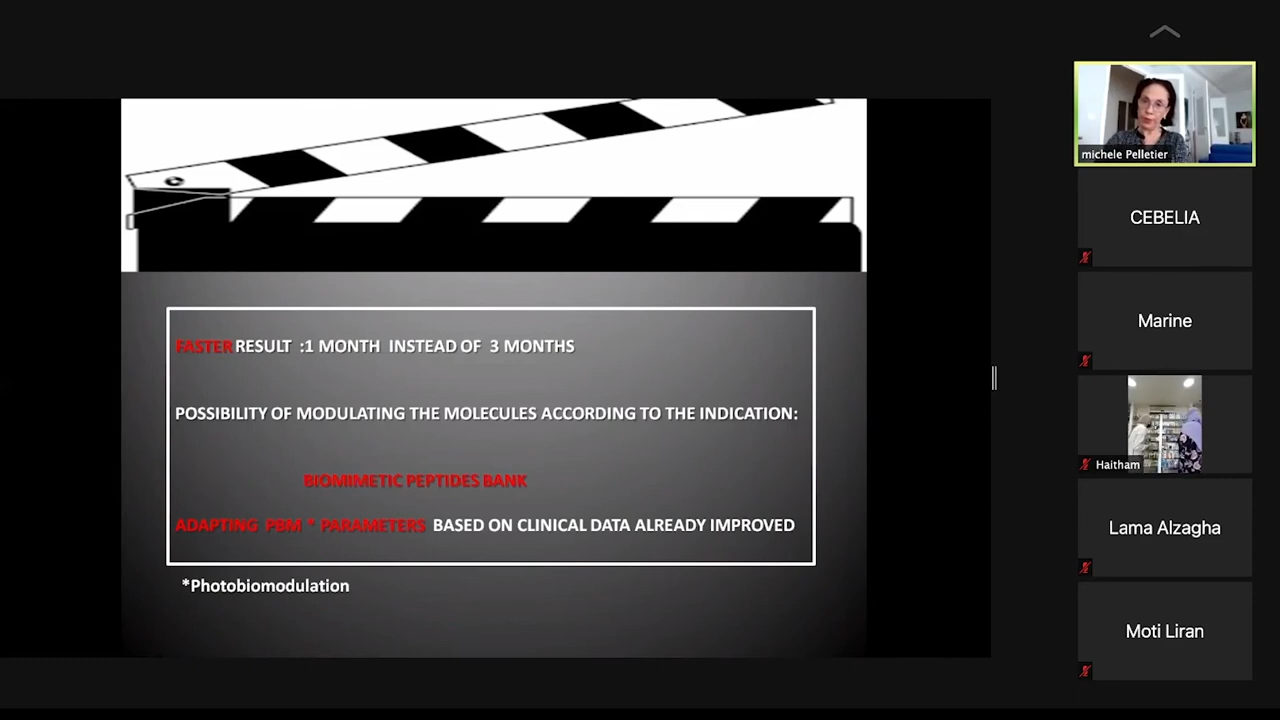 FASTER RESULT :1 MONTH INSTEAD OF 3 MONTHS
POSSIBILITY OF MODULATING THE MOLECULES ACCORDING TO THE INDICATION:
BIOMIMETIC PEPTIDES BANK
ADAPTING PBM * PARAMETERS BASED ON CLINICAL DATA ALREADY IMPROVED
*Photobiomodulation
michele Pelletier
CEBELIA
Marine
Haitham
Lama Alzagha
Moti Liran